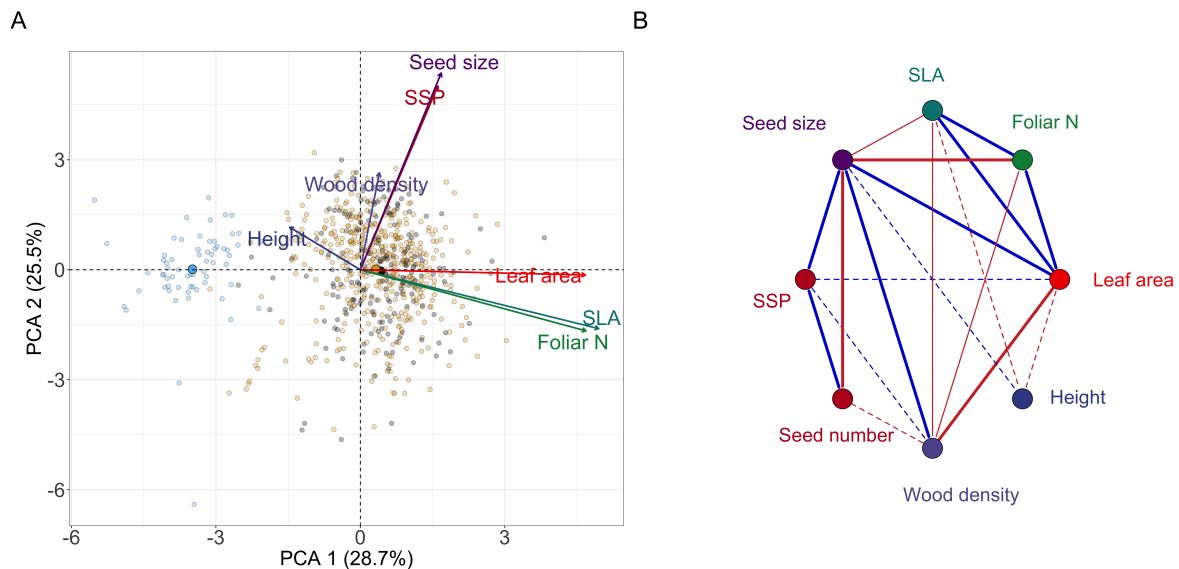 A
B
Seed size
SSP
Wood density
Height
Leaf area
SLA
Foliar N
3
0
-3
-6
-6
-3
0
3
PCA 1 (28.7%)
PCA 2 (25.5%)
SLA
Foliar N
Seed size
Leaf area
SSP
Height
Seed number
Wood density